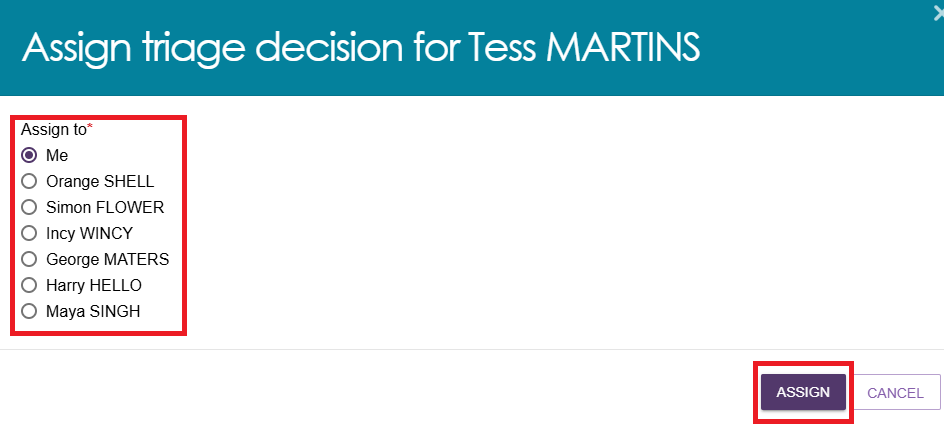 Assign triage decision for Tess MARTINS
Assign to*
Me
Orange SHELL
Simon FLOWER
Incy WINCY
George MATERS
Harry HELLO
Maya SINGH
ASSIGN
CANCEL